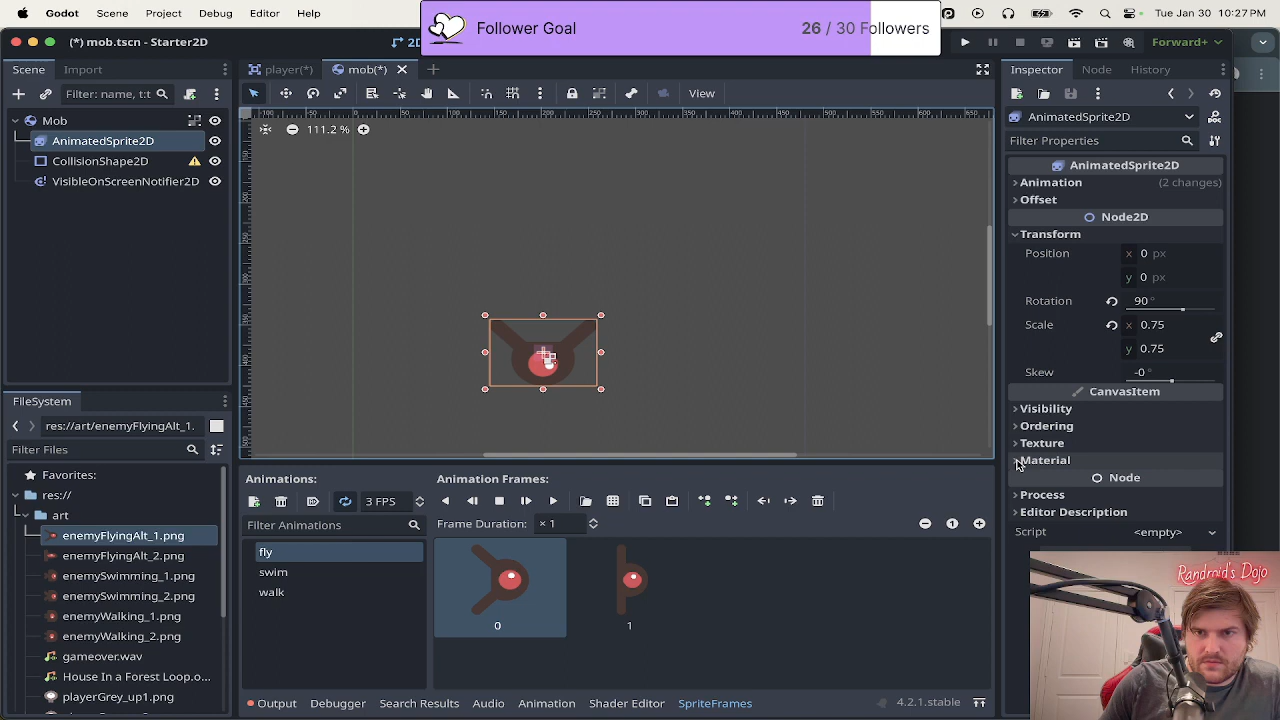 Godot Scene Project Debug Editor Help
Tue Jan 30 10:27 PM
Follower Goal
26 / 30 Followers
(*) mob.tscn - Starter2D
2D
Forward+
Scene
Import
player(*)
mob(*)
Inspector
Node
History
Filter: name, t:t
View
Mob
AnimatedSprite2D
CollisionShape2D
VisibleOnScreenNotifier2D
111.2 %
AnimatedSprite2D
Filter Properties
AnimatedSprite2D
Animation
(2 changes)
Offset
Node2D
Transform
Position
x 0 px
y 0 px
Rotation
90 °
Scale
x 0.75
y 0.75
Skew
-0 °
CanvasItem
Visibility
Ordering
Texture
Material
Node
Process
Editor Description
Script
<empty>
FileSystem
res://art/enemyFlyingAlt_1.
Filter Files
Favorites:
res://
art
enemyFlyingAlt_1.png
enemyFlyingAlt_2.png
enemySwimming_1.png
enemySwimming_2.png
enemyWalking_1.png
enemyWalking_2.png
gameover.wav
House In a Forest Loop.o...
playerGrey_up1.png
Animations:
3 FPS
Filter Animations
fly
swim
walk
Animation Frames:
Frame Duration:
× 1
0
1
Output
Debugger
Search Results
Audio
Animation
Shader Editor
SpriteFrames
4.2.1.stable
Randroid's Dojo